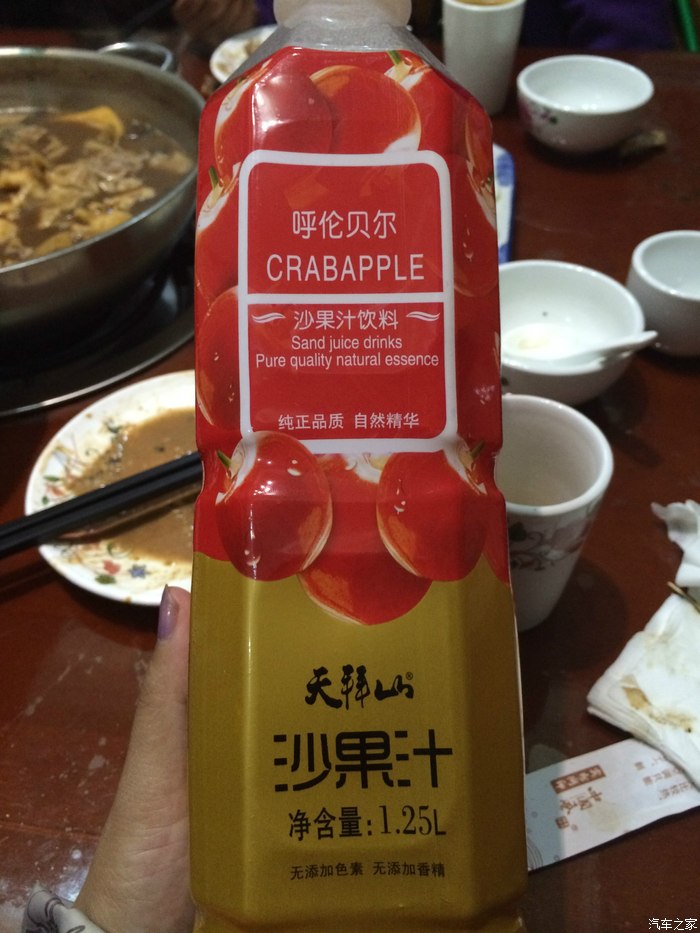 呼伦贝尔
CRABAPPLE
沙果汁饮料
Sand juice drinks
Pure quality natural essence
纯正品质 自然精华
天拜山®
沙果汁
净含量:1.25L
无添加色素 无添加香精
汽车之家